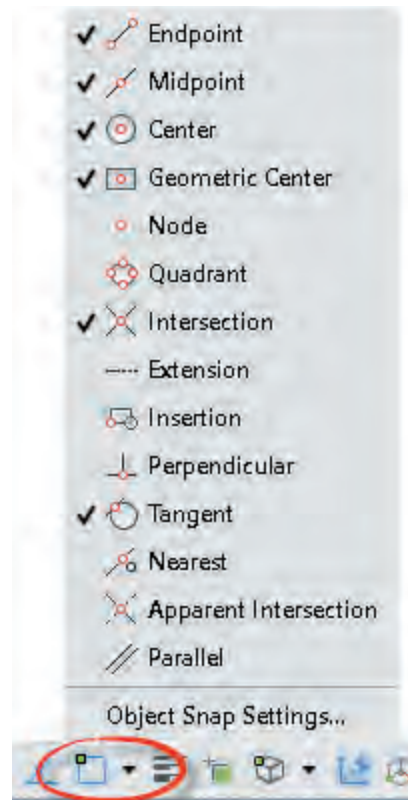 Endpoint
Midpoint
Center
Geometric Center
Node
Quadrant
Intersection
Extension
Insertion
Perpendicular
Tangent
Nearest
Apparent Intersection
Parallel
Object Snap Settings...